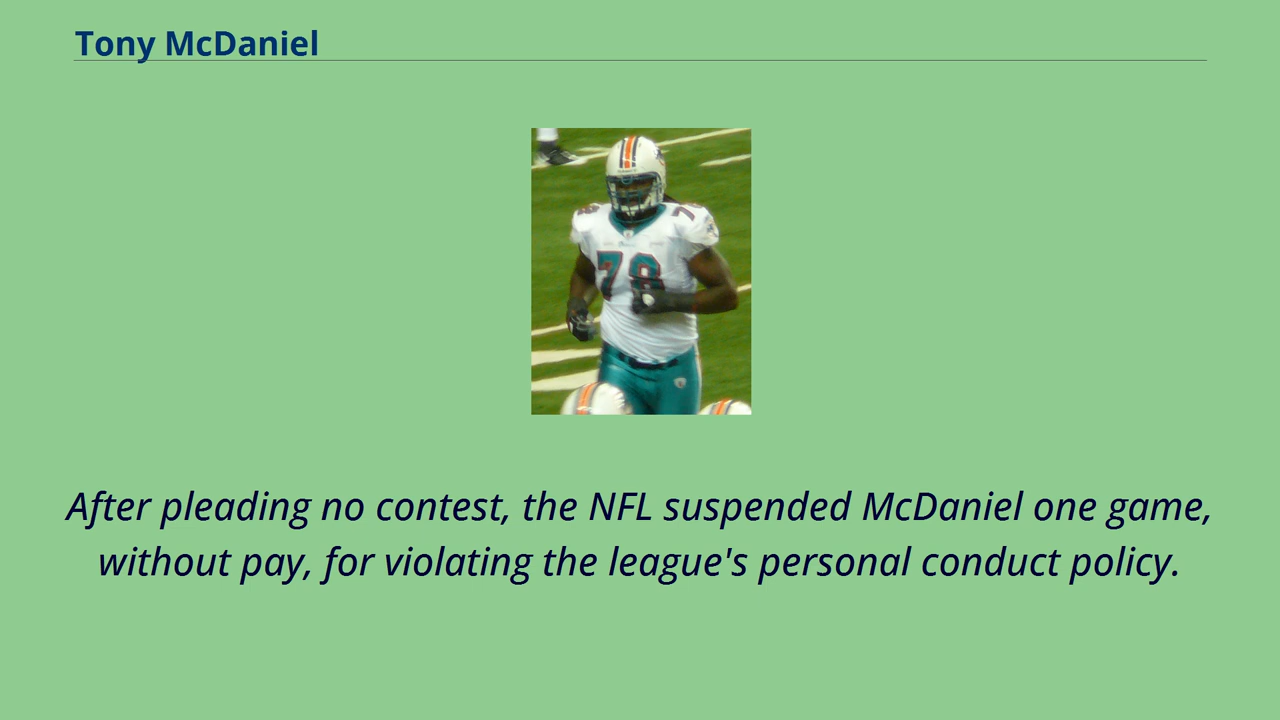 Tony McDaniel
78
After pleading no contest, the NFL suspended McDaniel one game,
without pay, for violating the league's personal conduct policy.